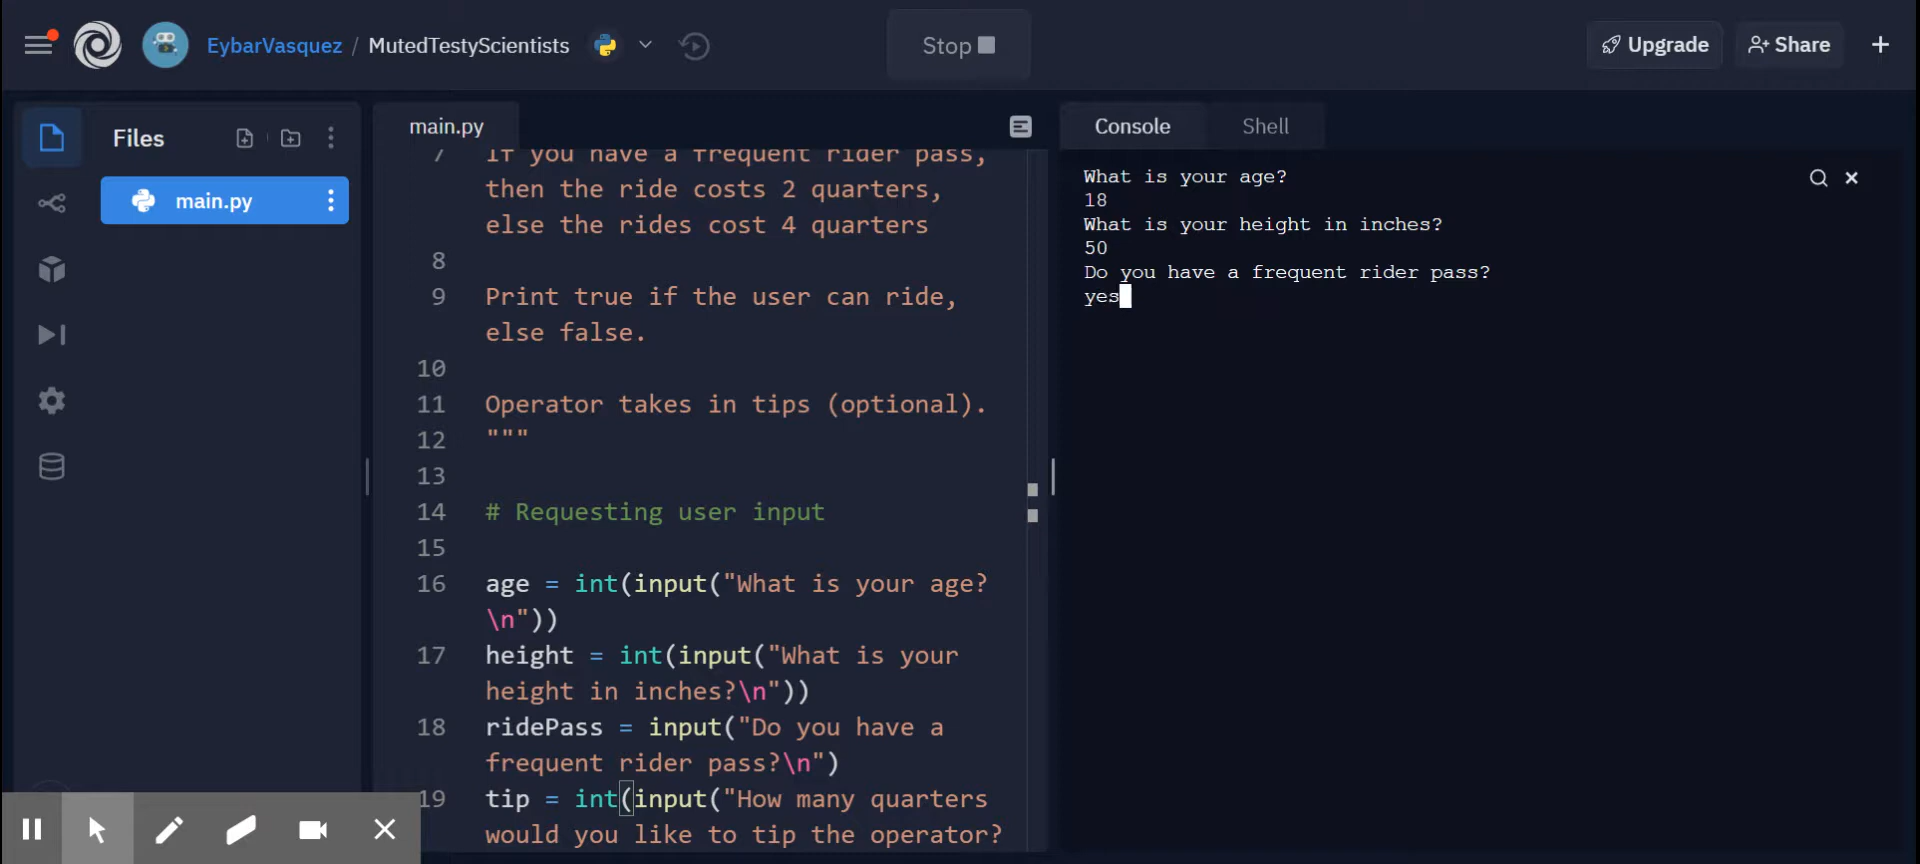 EybarVasquez / MutedTestyScientists
Stop
Upgrade
Share
Files
main.py
main.py
7 If you have a frequent rider pass,
then the ride costs 2 quarters,
else the rides cost 4 quarters
8
9 Print true if the user can ride,
else false.
10
11 Operator takes in tips (optional).
12 """
13
14 # Requesting user input
15
16 age = int(input("What is your age?
\n"))
17 height = int(input("What is your
height in inches?\n"))
18 ridePass = input("Do you have a
frequent rider pass?\n")
19 tip = int(input("How many quarters
would you like to tip the operator?
Console
Shell
What is your age?
18
What is your height in inches?
50
Do you have a frequent rider pass?
yes